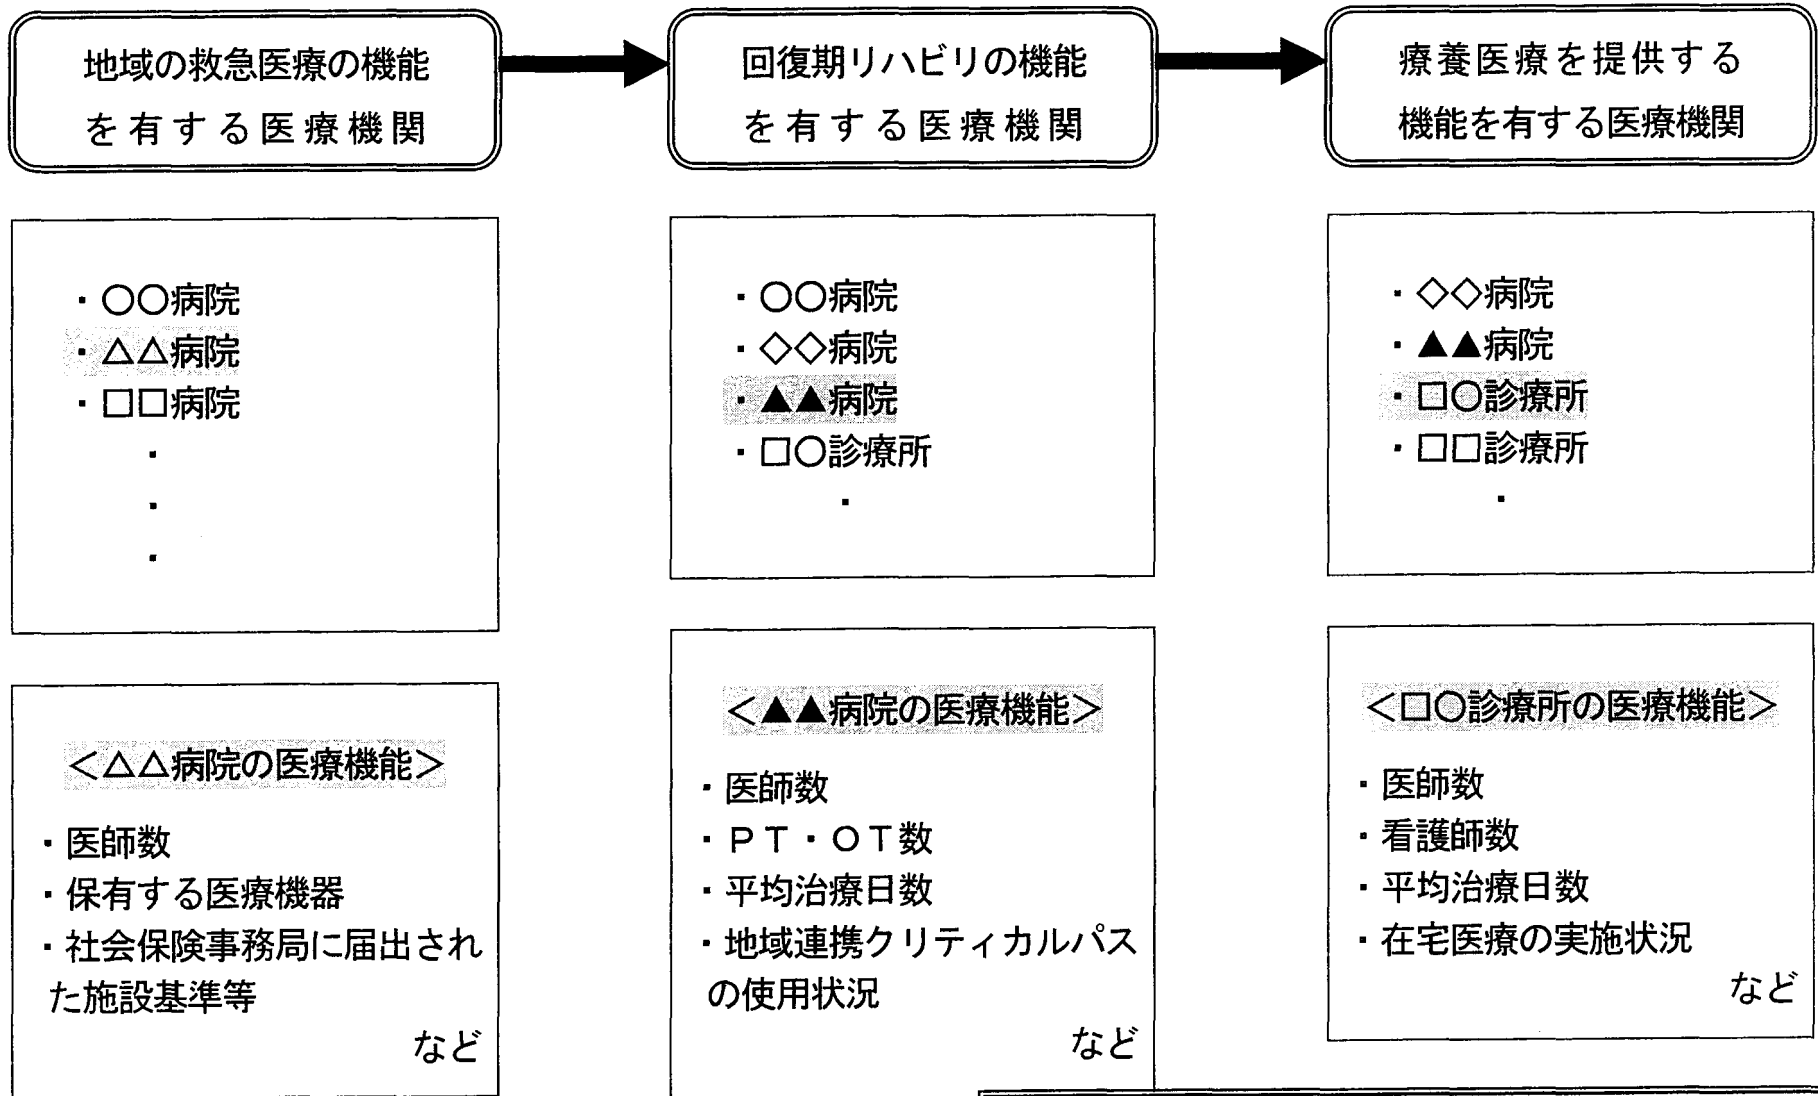 地域の救急医療の機能
を有する医療機関
回復期リハビリの機能
を有する医療機関
療養医療を提供する
機能を有する医療機関
・○○病院
・△△病院
・□□病院
・
・
・
・○○病院
・◇◇病院
・▲▲病院
・□○診療所
・
・◇◇病院
・▲▲病院
・□○診療所
・□□診療所
・
＜△△病院の医療機能＞
・医師数
・保有する医療機器
・社会保険事務局に届出され
た施設基準等
など
＜▲▲病院の医療機能＞
・医師数
・ＰＴ・ＯＴ数
・平均治療日数
・地域連携クリティカルパス
の使用状況
など
＜□○診療所の医療機能＞
・医師数
・看護師数
・平均治療日数
・在宅医療の実施状況
など